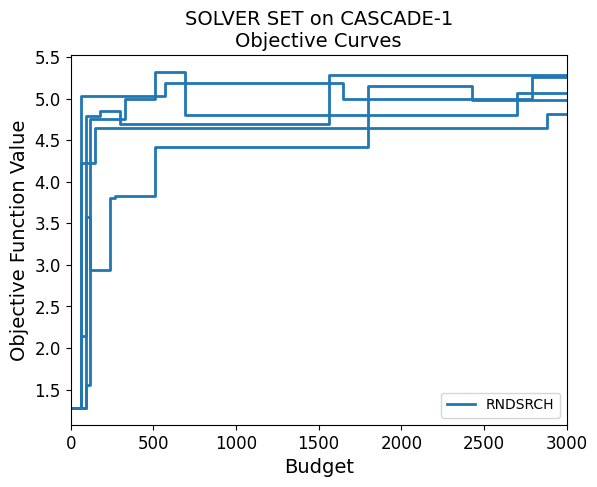 SOLVER SET on CASCADE-1
Objective Curves
Objective Function Value
5.5
5.0
4.5
4.0
3.5
3.0
2.5
2.0
1.5
RNDSRCH
0 500 1000 1500 2000 2500 3000
Budget